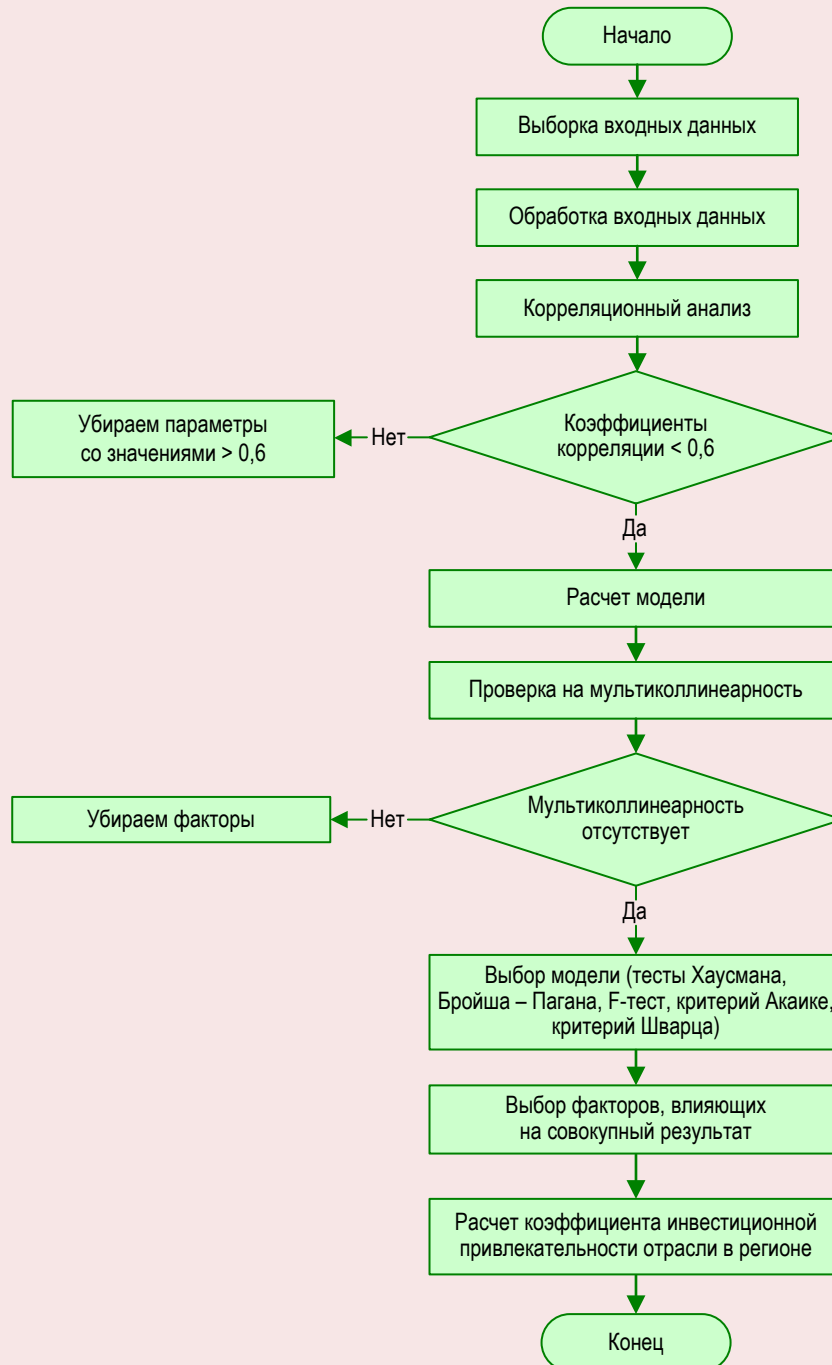 Начало
Выборка входных данных
Обработка входных данных
Корреляционный анализ
Коэффициенты
корреляции < 0,6
Нет
Убираем параметры
со значениями > 0,6
Да
Расчет модели
Проверка на мультиколлинеарность
Мультиколлинеарность
отсутствует
Нет
Убираем факторы
Да
Выбор модели (тесты Хаусмана,
Бройша – Пагана, F-тест, критерий Акаике,
критерий Шварца)
Выбор факторов, влияющих
на совокупный результат
Расчет коэффициента инвестиционной
привлекательности отрасли в регионе
Конец